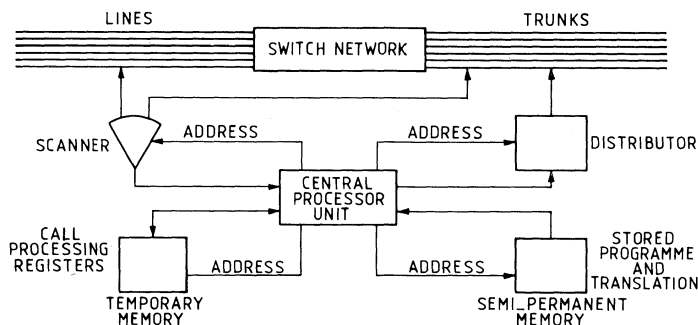 LINES
TRUNKS
SWITCH NETWORK
SCANNER
ADDRESS
ADDRESS
DISTRIBUTOR
CENTRAL
PROCESSOR
UNIT
CALL
PROCESSING
REGISTERS
ADDRESS
TEMPORARY
MEMORY
ADDRESS
STORED
PROGRAMME
AND
TRANSLATION
SEMI_PERMANENT
MEMORY